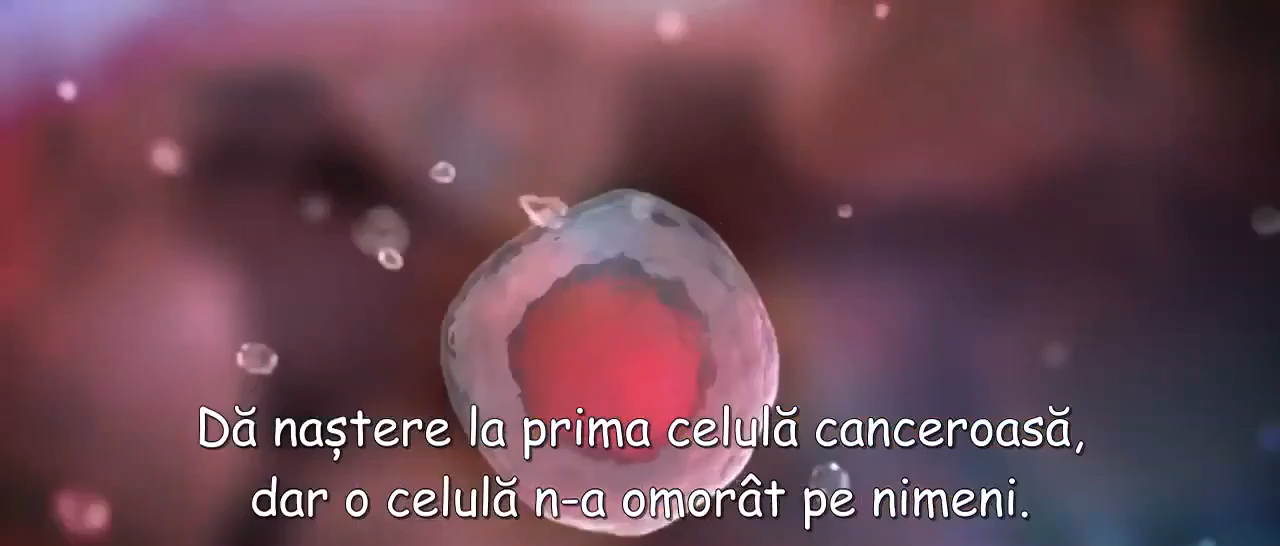 Dă naștere la prima celulă canceroasă,
dar o celulă n-a omorât pe nimeni.